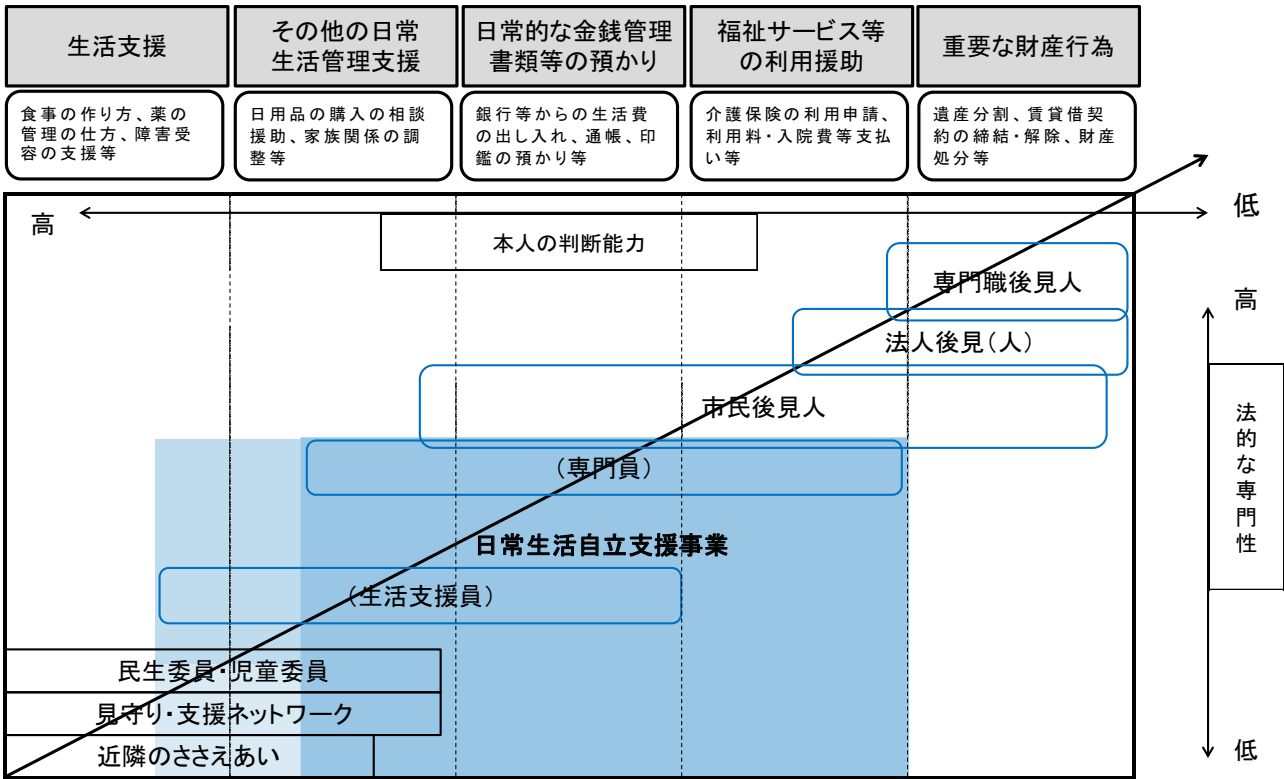 生活支援
その他の日常
生活管理支援
日常的な金銭管理
書類等の預かり
福祉サービス等
の利用援助
重要な財産行為
食事の作り方、薬の
管理の仕方、障害受
容の支援等
日用品の購入の相談
援助、家族関係の調
整等
銀行等からの生活費
の出し入れ、通帳、印
鑑の預かり等
介護保険の利用申請、
利用料・入院費等支払
い等
遺産分割、賃貸借契
約の締結・解除、財産
処分等
高
低
本人の判断能力
専門職後見人
高
法人後見(人)
市民後見人
法的な専門性
(専門員)
日常生活自立支援事業
(生活支援員)
民生委員・児童委員
見守り・支援ネットワーク
近隣のささえあい
低